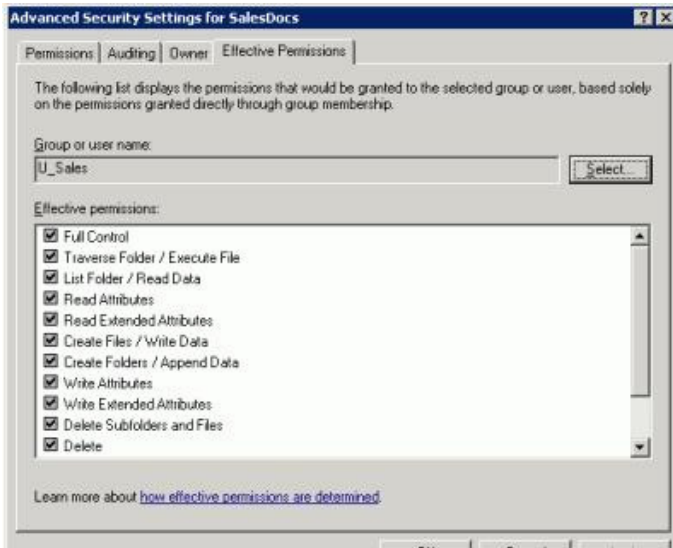 Advanced Security Settings for SalesDocs
Permissions Auditing Owner Effective Permissions
The following list displays the permissions that would be granted to the selected group or user, based solely
on the permissions granted directly through group membership.
Group or user name:
U_Sales Select...
Effective permissions:
Full Control
Traverse Folder / Execute File
List Folder / Read Data
Read Attributes
Read Extended Attributes
Create Files / Write Data
Create Folders / Append Data
Write Attributes
Write Extended Attributes
Delete Subfolders and Files
Delete
Learn more about how effective permissions are determined.